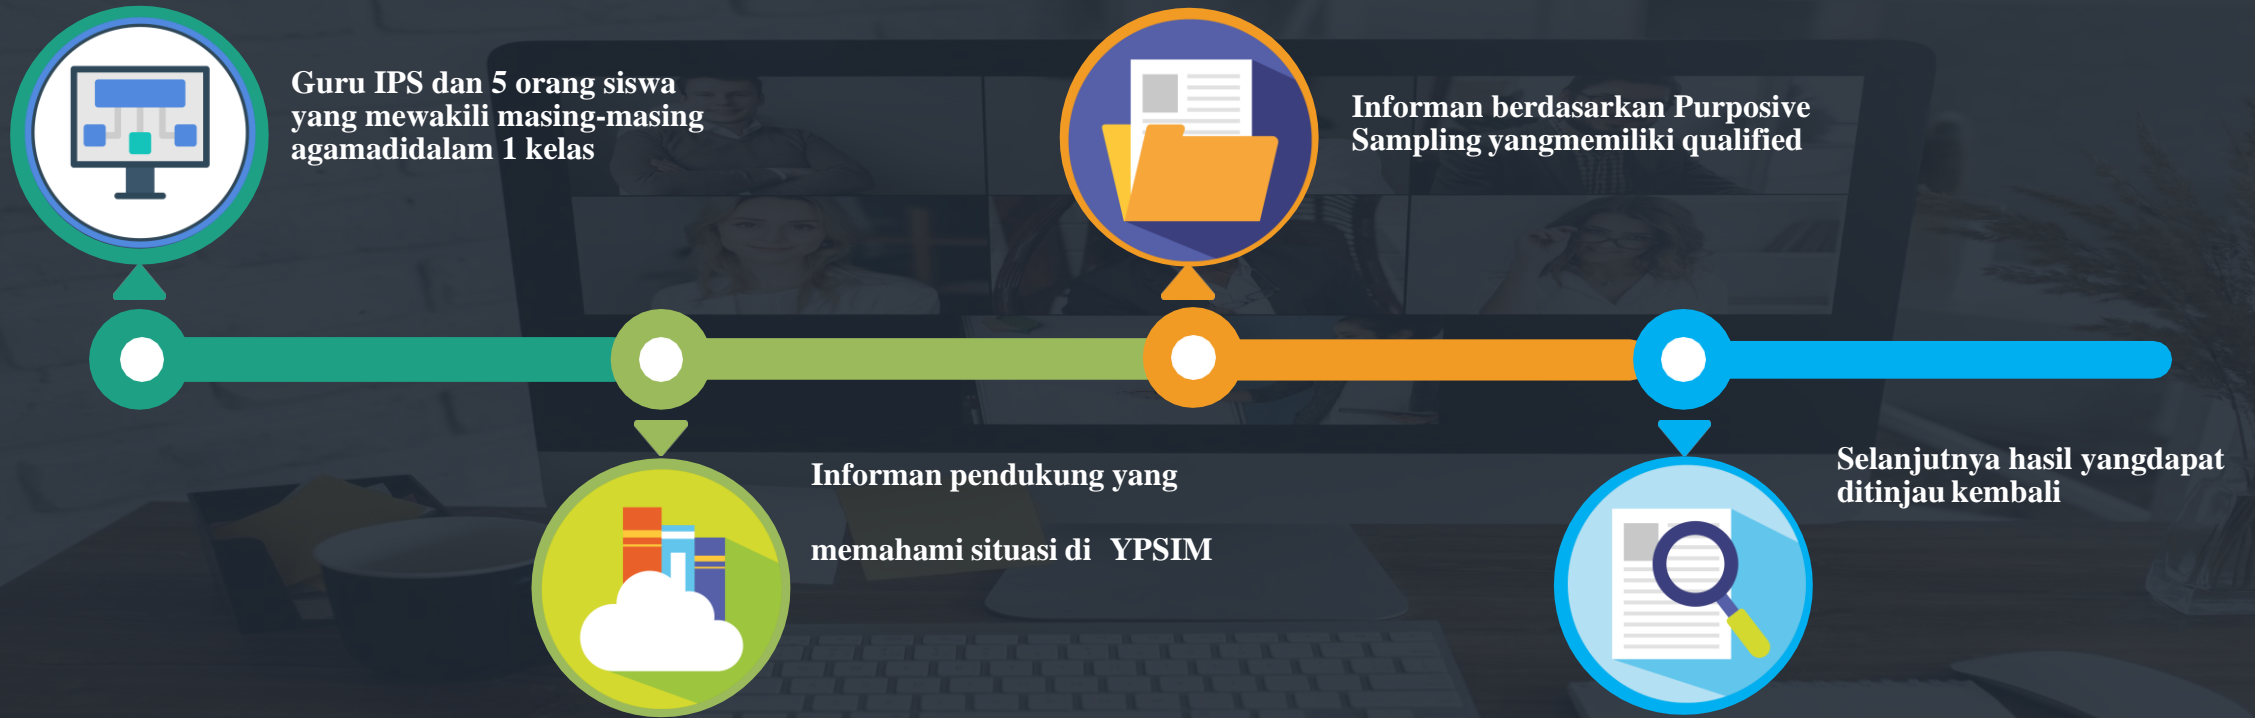 Guru IPS dan 5 orang siswa
yang mewakili masing-masing
agamadidalam 1 kelas
Informan pendukung yang
memahami situasi di YPSIM
Informan berdasarkan Purposive
Sampling yangmemiliki qualified
Selanjutnya hasil yangdapat
ditinjau kembali